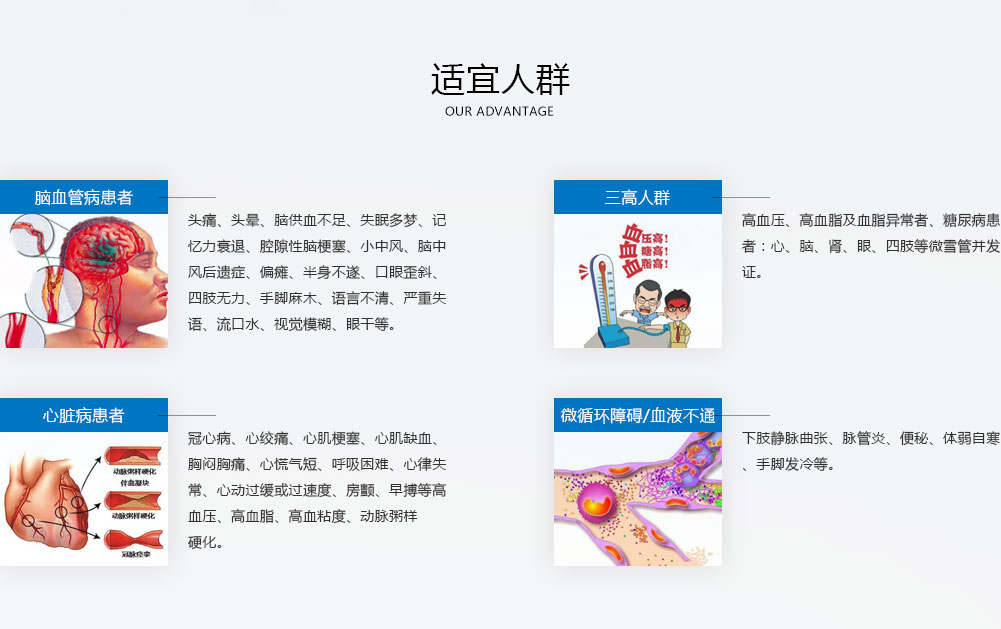 适宜人群
OUR ADVANTAGE
脑血管病患者
头痛、头晕、脑供血不足、失眠多梦、记
忆力衰退、腔隙性脑梗塞、小中风、脑中
风后遗症、偏瘫、半身不遂、口眼歪斜、
四肢无力、手脚麻木、语言不清、严重失
语、流口水、视觉模糊、眼干等。
三高人群
血压高!
血糖高!
血脂高!
高血压、高血脂及血脂异常者、糖尿病患
者：心、脑、肾、眼、四肢等微雪管并发
证。
心脏病患者
动脉粥样硬化
伴血凝块
动脉粥样硬化
冠脉痉挛
冠心病、心绞痛、心肌梗塞、心肌缺血、
胸闷胸痛、心慌气短、呼吸困难、心律失
常、心动过缓或过速度、房颤、早搏等高
血压、高血脂、高血粘度、动脉粥样
硬化。
微循环障碍/血液不通
下肢静脉曲张、脉管炎、便秘、体弱自寒
、手脚发冷等。